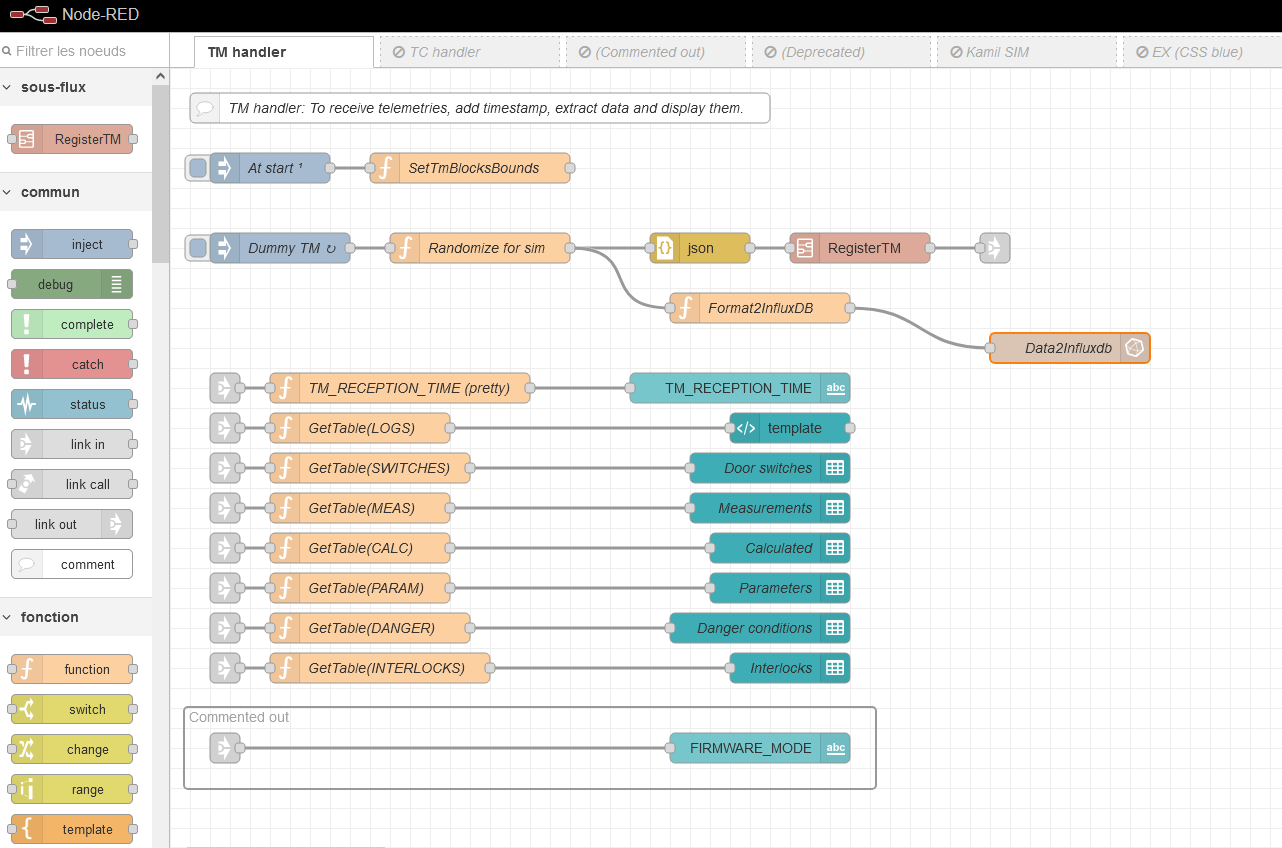 Node-RED
Filtrer les noeuds
TM handler
TC handler
(Commented out)
(Deprecated)
Kamil SIM
EX (CSS blue)
sous-flux
RegisterTM
commun
inject
debug
complete
catch
status
link in
link call
link out
comment
fonction
function
switch
change
range
template
TM handler: To receive telemetries, add timestamp, extract data and display them.
At start ¹
SetTmBlocksBounds
Dummy TM ↻
Randomize for sim
json
RegisterTM
Format2InfluxDB
Data2Influxdb
TM_RECEPTION_TIME (pretty)
TM_RECEPTION_TIME
abc
GetTable(LOGS)
template
GetTable(SWITCHES)
Door switches
GetTable(MEAS)
Measurements
GetTable(CALC)
Calculated
GetTable(PARAM)
Parameters
GetTable(DANGER)
Danger conditions
GetTable(INTERLOCKS)
Interlocks
Commented out
FIRMWARE_MODE
abc